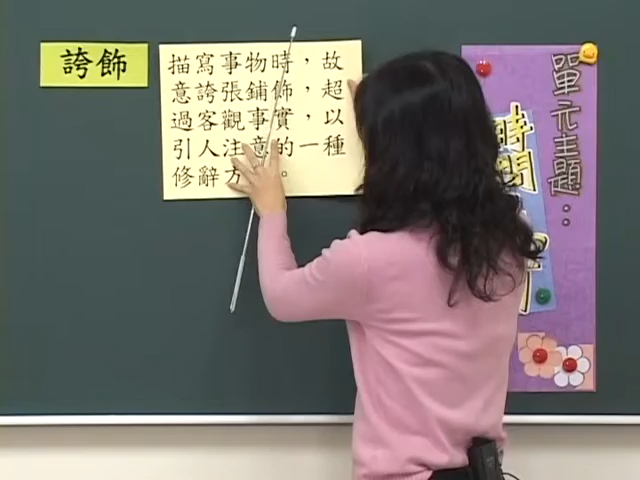 誇飾
描寫事物時，故
意誇張鋪飾，超
過客觀事實，以
引人注意的一種
修辭方。
單元主題：
時間